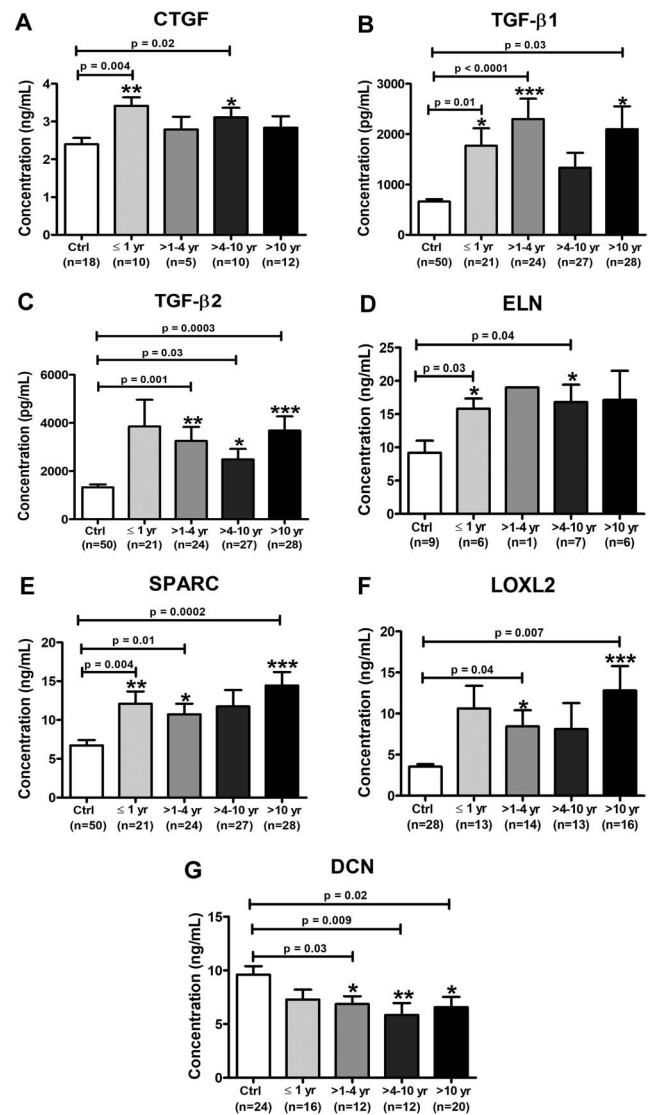 A
CTGF
p = 0.02
p = 0.004
**
*
Concentration (ng/mL)
4
3
2
1
0
Ctrl ≤ 1 yr >1-4 yr >4-10 yr >10 yr
(n=18) (n=10) (n=5) (n=10) (n=12)
B
TGF-β1
p = 0.03
p < 0.0001
p = 0.01
*
***
*
Concentration (pg/mL)
3000
2000
1000
0
Ctrl ≤ 1 yr >1-4 yr >4-10 yr >10 yr
(n=50) (n=21) (n=24) (n=27) (n=28)
C
TGF-β2
p = 0.0003
p = 0.03
p = 0.001
**
*
***
Concentration (pg/mL)
6000
4000
2000
0
Ctrl ≤ 1 yr >1-4 yr >4-10 yr >10 yr
(n=50) (n=21) (n=24) (n=27) (n=28)
D
ELN
p = 0.04
p = 0.03
*
*
Concentration (ng/mL)
25
20
15
10
5
0
Ctrl ≤ 1 yr >1-4 yr >4-10 yr >10 yr
(n=9) (n=6) (n=1) (n=7) (n=6)
E
SPARC
p = 0.0002
p = 0.01
p = 0.004
**
*
***
Concentration (ng/mL)
20
15
10
5
0
Ctrl ≤ 1 yr >1-4 yr >4-10 yr >10 yr
(n=50) (n=21) (n=24) (n=27) (n=28)
F
LOXL2
p = 0.007
p = 0.04
*
***
Concentration (ng/mL)
20
15
10
5
0
Ctrl ≤ 1 yr >1-4 yr >4-10 yr >10 yr
(n=28) (n=13) (n=14) (n=13) (n=16)
G
DCN
p = 0.02
p = 0.009
p = 0.03
*
**
*
Concentration (ng/mL)
15
10
5
0
Ctrl ≤ 1 yr >1-4 yr >4-10 yr >10 yr
(n=24) (n=16) (n=12) (n=12) (n=20)